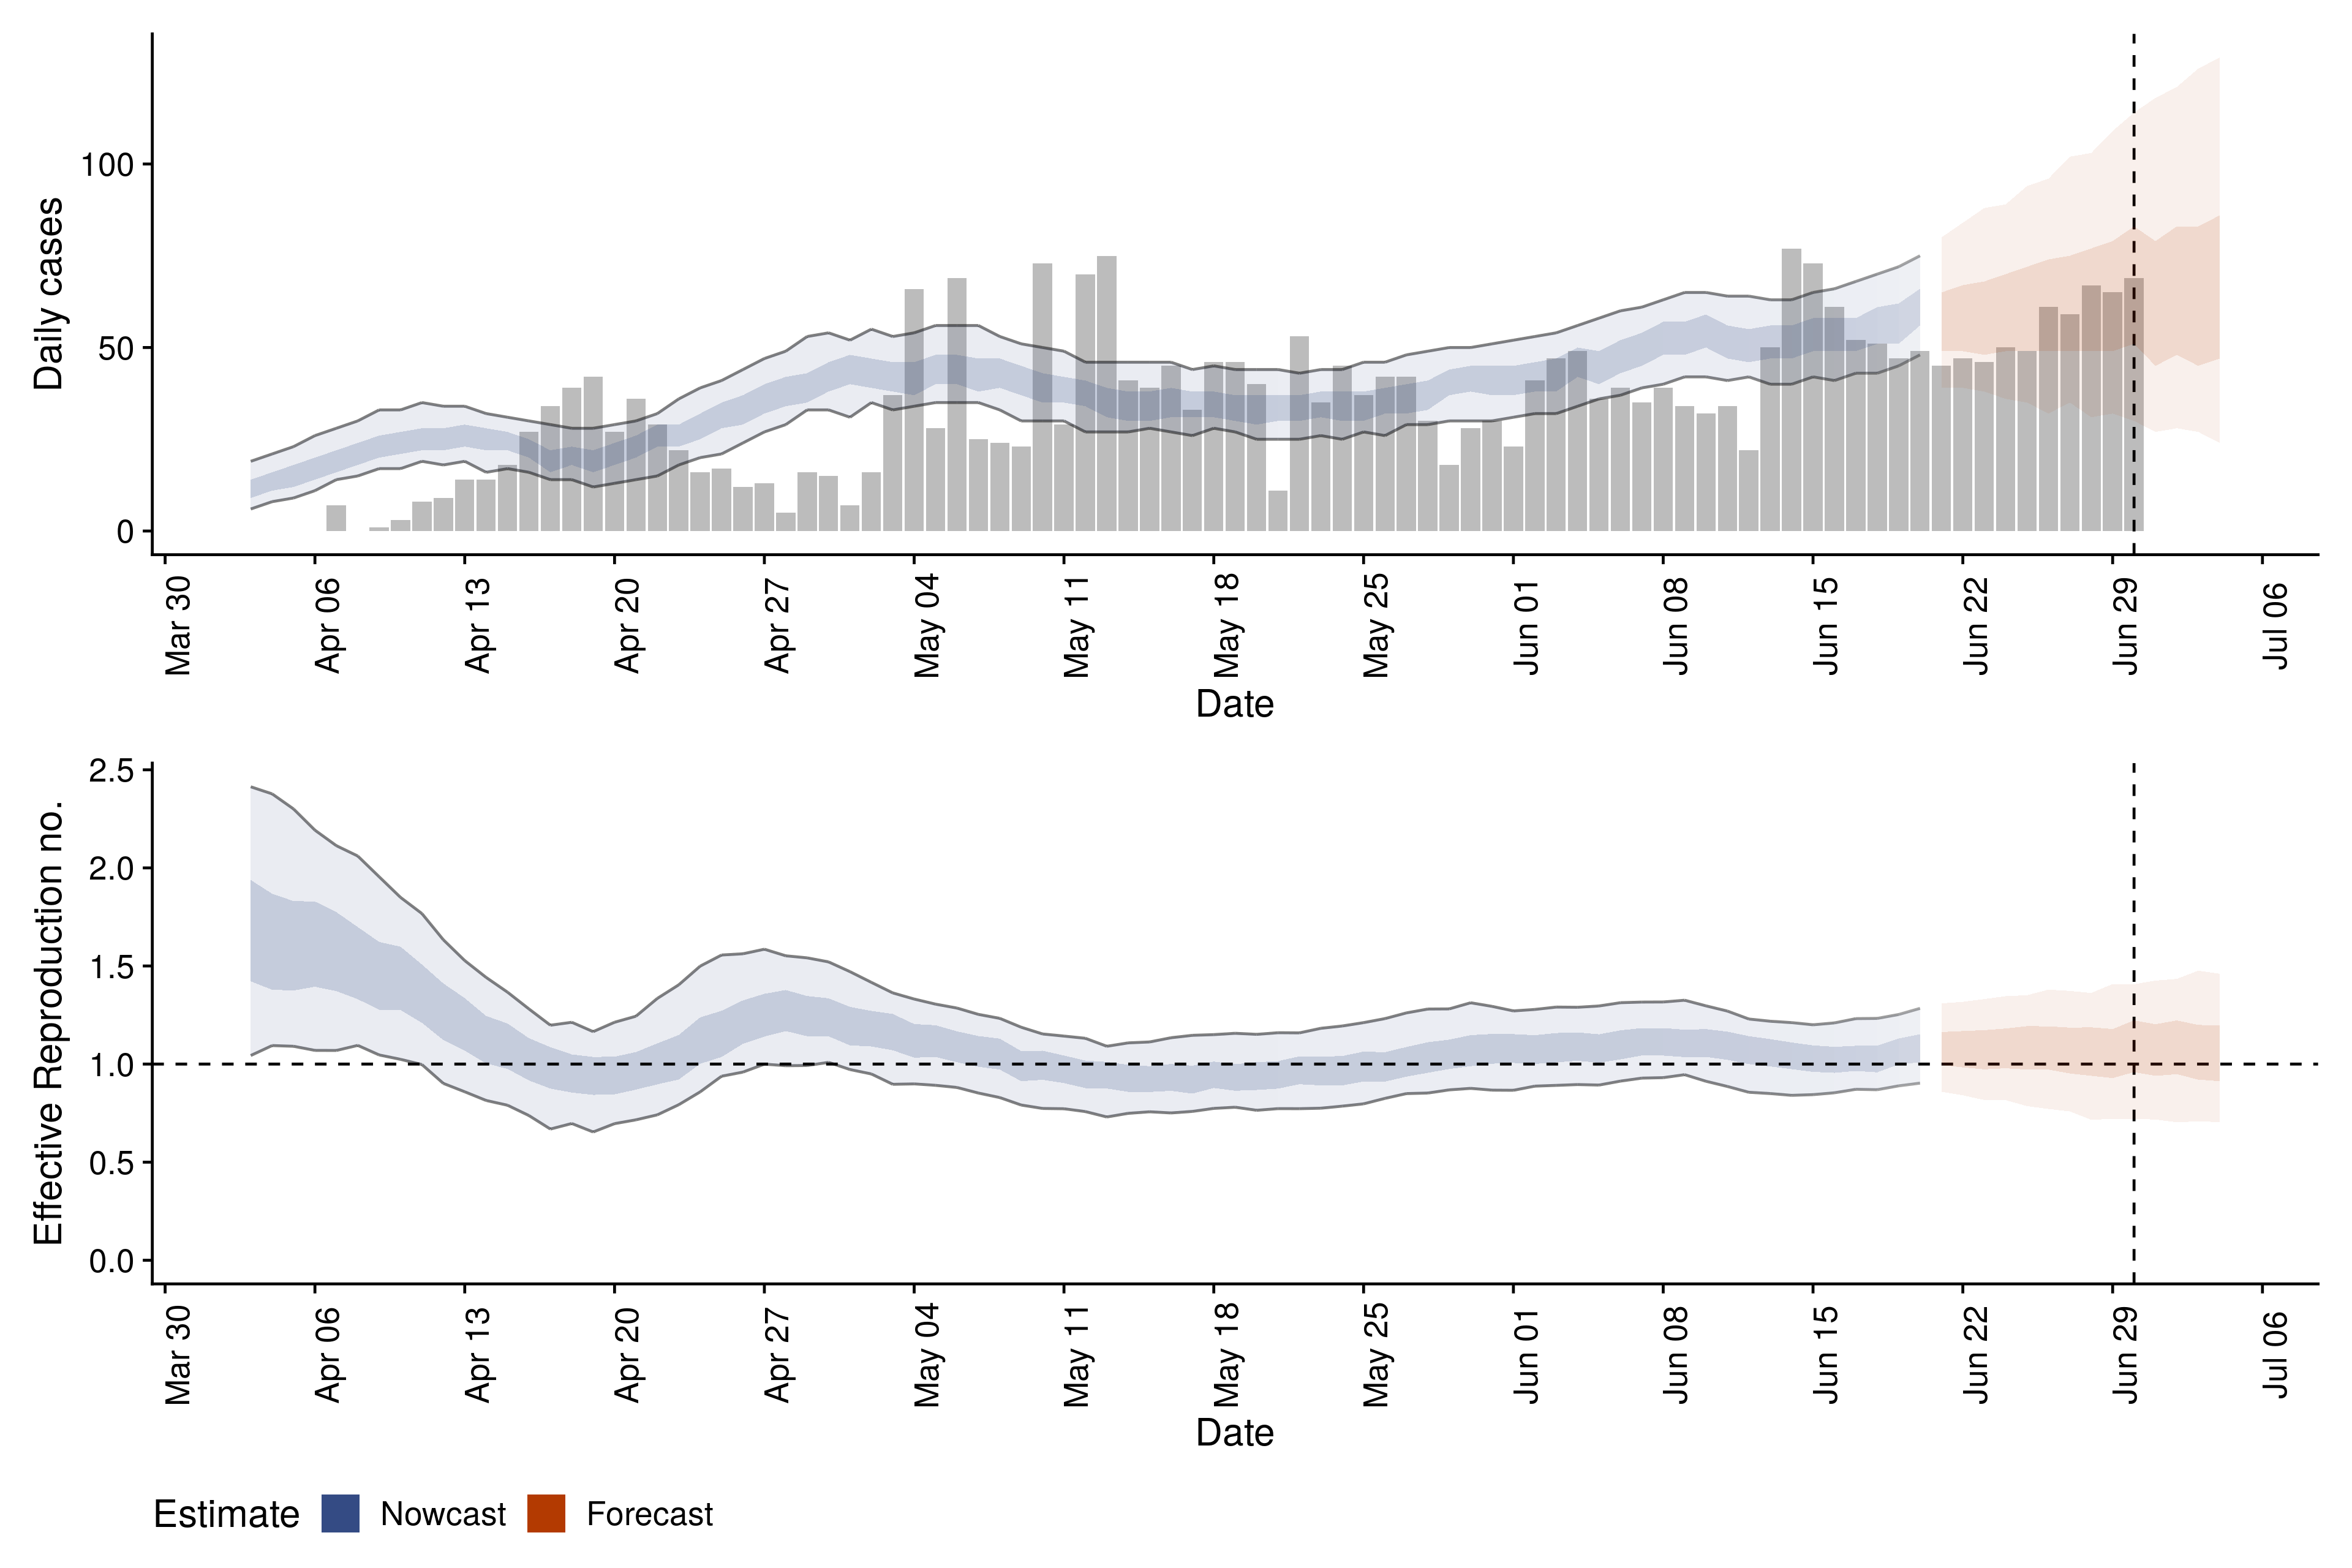 Daily cases
100
50
0
Mar 30
Apr 06
Apr 13
Apr 20
Apr 27
May 04
May 11
May 18
May 25
Jun 01
Jun 08
Jun 15
Jun 22
Jun 29
Jul 06
Date
Effective Reproduction no.
2.5
2.0
1.5
1.0
0.5
0.0
Mar 30
Apr 06
Apr 13
Apr 20
Apr 27
May 04
May 11
May 18
May 25
Jun 01
Jun 08
Jun 15
Jun 22
Jun 29
Jul 06
Date
Estimate Nowcast Forecast